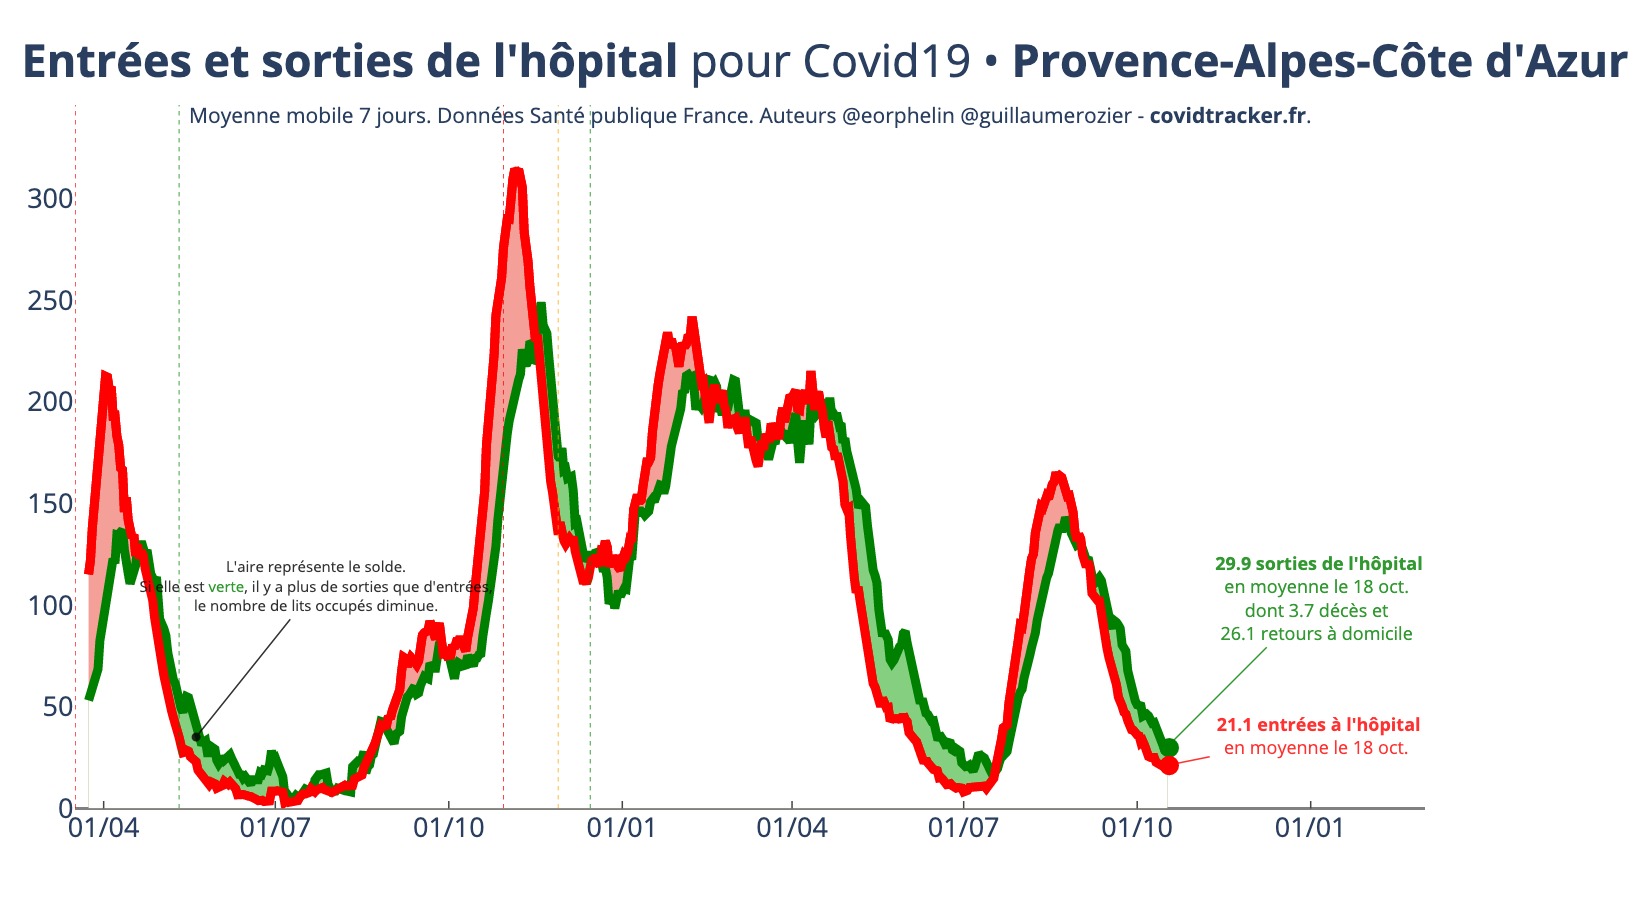 Entrées et sorties de l'hôpital pour Covid19 • Provence-Alpes-Côte d'Azur
Moyenne mobile 7 jours. Données Santé publique France. Auteurs @eorphelin @guillaumerozier - covidtracker.fr.
300
250
200
150
100
50
0
L'aire représente le solde.
Si elle est verte, il y a plus de sorties que d'entrées,
le nombre de lits occupés diminue.
29.9 sorties de l'hôpital
en moyenne le 18 oct.
dont 3.7 décès et
26.1 retours à domicile
21.1 entrées à l'hôpital
en moyenne le 18 oct.
01/04 01/07 01/10 01/01 01/04 01/07 01/10 01/01